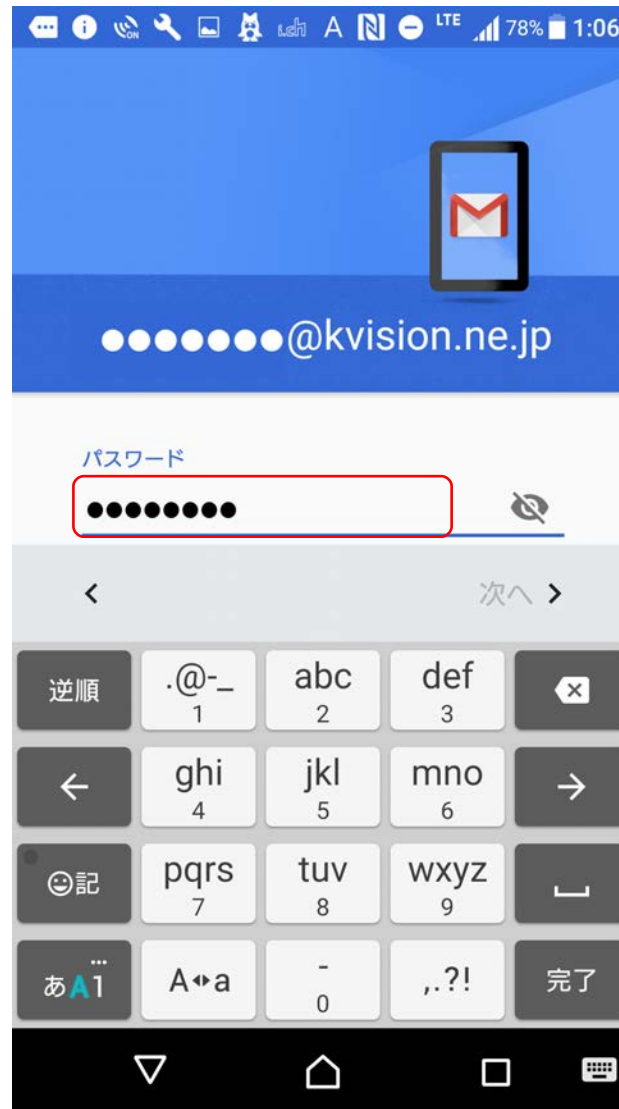 i.ch A N LTE 78% 1:06
●●●●●●●@kvision.ne.jp
パスワード
●●●●●●●●
次へ
逆順 .@-_ abc def
1 2 3
ghi jkl mno
4 5 6
記 pqrs tuv wxyz
7 8 9
あA1 A a - ,.?! 完了
0